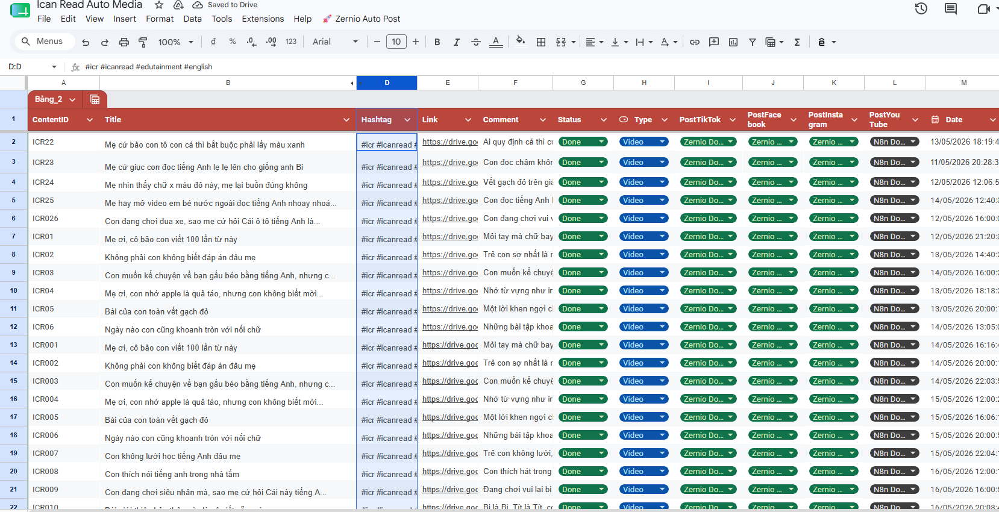 Ican Read Auto Media Saved to Drive
File Edit View Insert Format Data Tools Extensions Help 🚀 Zernio Auto Post
Menus 100% đ % .0 .00 123 Arial 10 B I A Σ ê
D:D fx #icr #icanread #edutainment #english
A B D E F G H I J K L M
Bảng_2
1 ContentID Title Hashtag Link Comment Status Type PostTikTok PostFacebook PostInstagram PostYouTube Date
2 ICR22 Mẹ cứ bảo con tô con cá thì bắt buộc phải lấy màu xanh #icr #icanread # https://drive.goo Ai quy định cá thì Done Video Zernio Do... Zernio ... Zernio ... N8n Do... 13/05/2026 18:19:4
3 ICR23 Mẹ cứ giục con đọc tiếng Anh lẹ lẹ lên cho giống anh Bi #icr #icanread # https://drive.goo Con đọc chậm khôn Done Video Zernio Do... Zernio ... Zernio ... N8n Do... 11/05/2026 20:28:3
4 ICR24 Mẹ nhìn thấy chữ x màu đỏ này, mẹ lại buồn đúng không #icr #icanread # https://drive.goo Vết gạch đỏ trên Done Video Zernio Do... Zernio ... Zernio ... N8n Do... 12/05/2026 12:06:5
5 ICR25 Mẹ hay mở video em bé nước ngoài đọc tiếng Anh nhoay nhoá... #icr #icanread # https://drive.goo Con đọc tiếng Anh Done Video Zernio Do... Zernio ... Zernio ... N8n Do... 14/05/2026 12:40:3
6 ICR026 Con đang chơi đua xe, sao mẹ cứ hỏi Cái ô tô tiếng Anh là... #icr #icanread # https://drive.goo Con đang chơi vui Done Video Zernio Do... Zernio ... Zernio ... N8n Do... 12/05/2026 16:00:0
7 ICR01 Mẹ ơi, cô bảo con viết 100 lần từ này #icr #icanread # https://drive.goo Mỏi tay mà chữ bay Done Video Zernio Do... Zernio ... Zernio ... N8n Do... 12/05/2026 21:20:3
8 ICR02 Không phải con không biết đáp án đâu mẹ #icr #icanread # https://drive.goo Trẻ con sợ nhất là Done Video Zernio Do... Zernio ... Zernio ... N8n Do... 13/05/2026 14:40:2
9 ICR03 Con muốn kể chuyện về bạn gấu béo bằng tiếng Anh, nhưng c... #icr #icanread # https://drive.goo Con muốn kể chuyệ Done Video Zernio Do... Zernio ... Zernio ... N8n Do... 14/05/2026 16:00:2
10 ICR04 Mẹ ơi, con nhớ apple là quả táo, nhưng con không biết mời... #icr #icanread # https://drive.goo Nhớ từ vựng như in Done Video Zernio Do... Zernio ... Zernio ... N8n Do... 13/05/2026 18:18:2
11 ICR05 Bài của con toàn vết gạch đỏ #icr #icanread # https://drive.goo Một lời khen ngợi Done Video Zernio Do... Zernio ... Zernio ... N8n Do... 13/05/2026 20:00:1
12 ICR06 Ngày nào con cũng khoanh tròn với nối chữ #icr #icanread # https://drive.goo Những bài tập khoa Done Video Zernio Do... Zernio ... Zernio ... N8n Do... 14/05/2026 13:05:0
13 ICR001 Mẹ ơi, cô bảo con viết 100 lần từ này #icr #icanread # https://drive.goo Mỏi tay mà chữ bay Done Video Zernio Do... Zernio ... Zernio ... N8n Do... 14/05/2026 16:16:4
14 ICR002 Không phải con không biết đáp án đâu mẹ #icr #icanread # https://drive.goo Trẻ con sợ nhất là Done Video Zernio Do... Zernio ... Zernio ... N8n Do... 14/05/2026 20:00:1
15 ICR003 Con muốn kể chuyện về bạn gấu béo bằng tiếng Anh, nhưng c... #icr #icanread # https://drive.goo Con muốn kể chuyệ Done Video Zernio Do... Zernio ... Zernio ... N8n Do... 14/05/2026 22:03:5
16 ICR004 Mẹ ơi, con nhớ apple là quả táo, nhưng con không biết mời... #icr #icanread # https://drive.goo Nhớ từ vựng như in Done Video Zernio Do... Zernio ... Zernio ... N8n Do... 15/05/2026 12:00:2
17 ICR005 Bài của con toàn vết gạch đỏ #icr #icanread # https://drive.goo Một lời khen ngợi Done Video Zernio Do... Zernio ... Zernio ... N8n Do... 15/05/2026 16:06:1
18 ICR006 Ngày nào con cũng khoanh tròn với nối chữ #icr #icanread # https://drive.goo Những bài tập khoa Done Video Zernio Do... Zernio ... Zernio ... N8n Do... 15/05/2026 20:00:5
19 ICR007 Con không lười học tiếng Anh đâu mẹ #icr #icanread # https://drive.goo Trẻ con không lười, Done Video Zernio Do... Zernio ... Zernio ... N8n Do... 15/05/2026 22:04:1
20 ICR008 Con thích nói tiếng anh trong nhà tắm #icr #icanread # https://drive.goo Con thích hát trong Done Video Zernio Do... Zernio ... Zernio ... N8n Do... 16/05/2026 12:00:1
21 ICR009 Con đang chơi siêu nhân mà, sao mẹ cứ hỏi Cái này tiếng A... #icr #icanread # https://drive.goo Đang chơi vui lại bị Done Video Zernio Do... Zernio ... Zernio ... N8n Do... 16/05/2026 16:00:5
22 ICR010 #icr #icanread # https://drive.goo Bi là Bi, Tít là Tít, Done Video Zernio Do... Zernio ... Zernio ... N8n Do... 16/05/2026 20:03:4